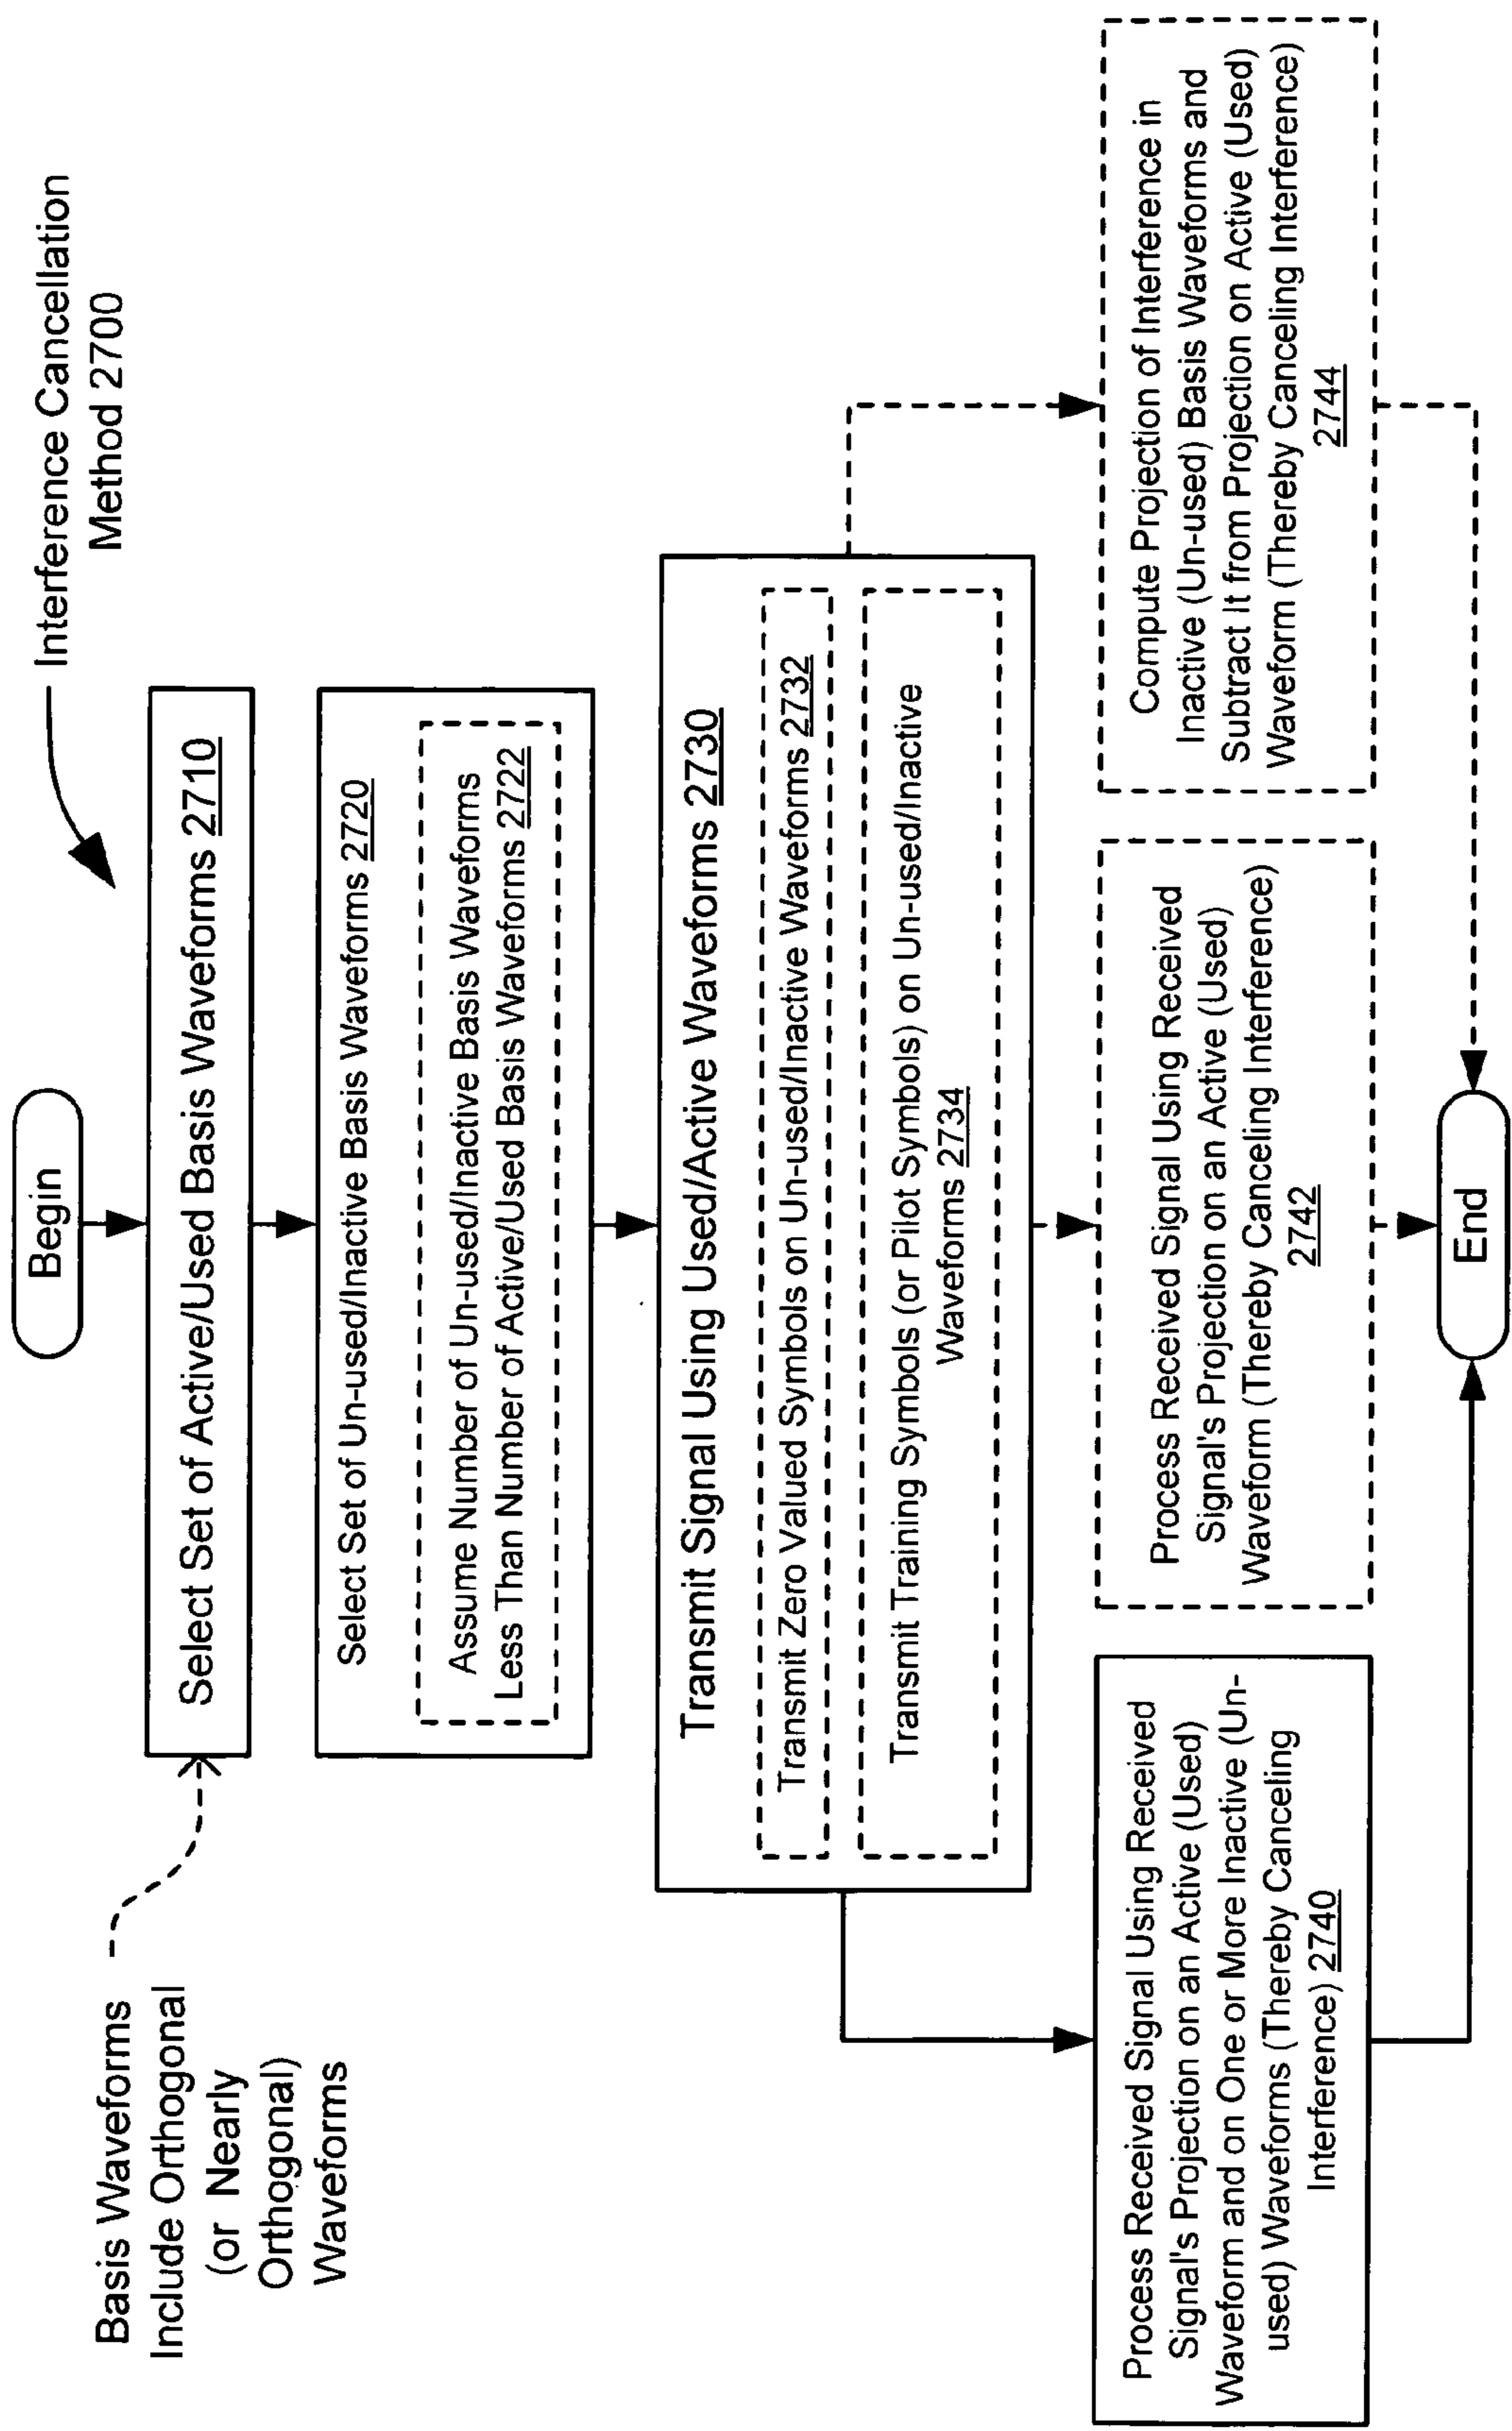 Interference Cancellation
Method 2700
Begin
Basis Waveforms
Include Orthogonal
(or Nearly
Orthogonal)
Waveforms
Select Set of Active/Used Basis Waveforms 2710
Select Set of Un-used/Inactive Basis Waveforms 2720
Assume Number of Un-used/Inactive Basis Waveforms
Less Than Number of Active/Used Basis Waveforms 2722
Transmit Signal Using Used/Active Waveforms 2730
Transmit Zero Valued Symbols on Un-used/Inactive Waveforms 2732
Transmit Training Symbols (or Pilot Symbols) on Un-used/Inactive
Waveforms 2734
Process Received Signal Using Received
Signal's Projection on an Active (Used)
Waveform and on One or More Inactive (Un-
used) Waveforms (Thereby Canceling
Interference) 2740
Process Received Signal Using Received
Signal's Projection on an Active (Used)
Waveform (Thereby Canceling Interference)
2742
Compute Projection of Interference in
Inactive (Un-used) Basis Waveforms and
Subtract It from Projection on Active (Used)
Waveform (Thereby Canceling Interference)
2744
End